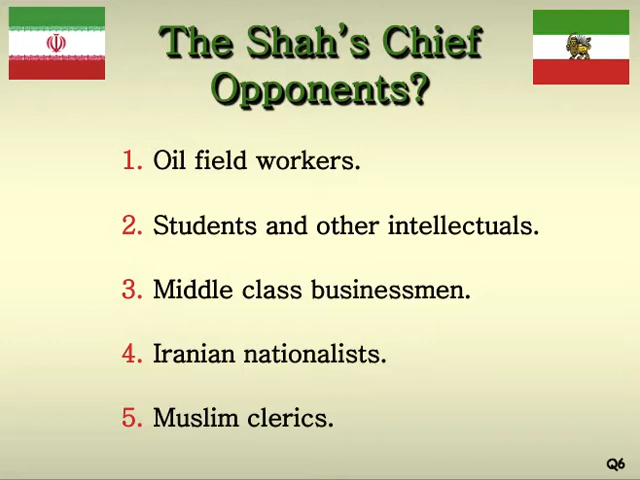 The Shah's Chief
Opponents?
1. Oil field workers.
2. Students and other intellectuals.
3. Middle class businessmen.
4. Iranian nationalists.
5. Muslim clerics.
Q6